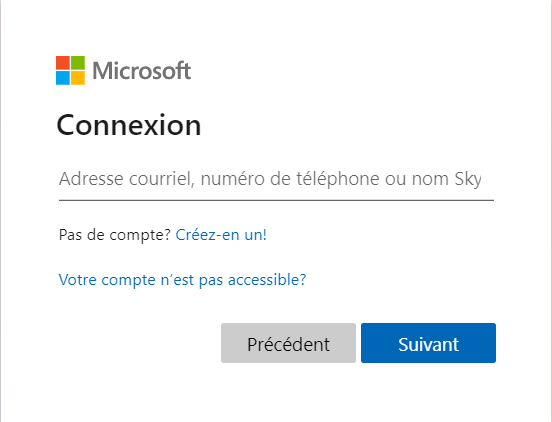 Microsoft
Connexion
Adresse courriel, numéro de téléphone ou nom Sky
Pas de compte? Créez-en un!
Votre compte n’est pas accessible?
Précédent
Suivant